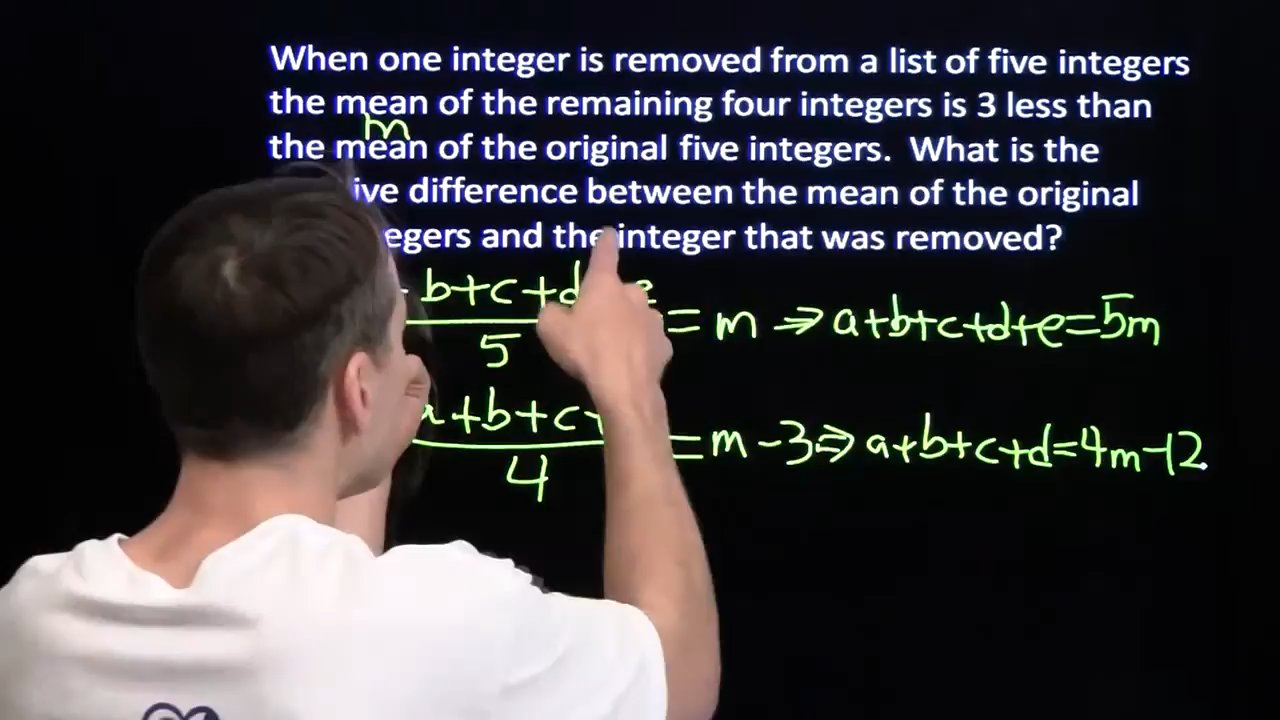 When one integer is removed from a list of five integers
the mean of the remaining four integers is 3 less than
m
the mean of the original five integers. What is the
difference between the mean of the original
and the integer that was removed?
b+c+d
5
= m ⇒ a+b+c+d+e=5m
a+b+c+
4
= m-3 ⇒ a+b+c+d=4m-12